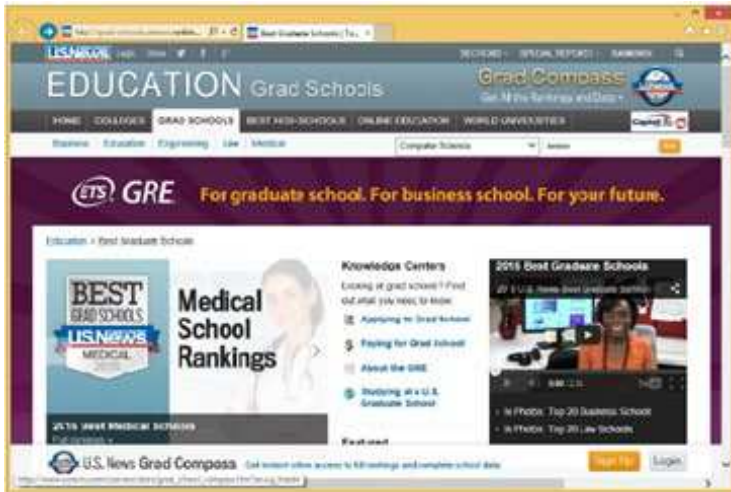 Best Graduate Schools | To...
U.S.News
SECTIONS SPECIAL REPORTS RANKINGS
EDUCATION Grad Schools
Grad Compass
Get All the Rankings and Data
HOME COLLEGES GRAD SCHOOLS BEST HIGH SCHOOLS ONLINE EDUCATION WORLD UNIVERSITIES
Business Education Engineering Law Medical
Computer Science
ETS GRE For graduate school. For business school. For your future.
Education > Best Graduate Schools
BEST
GRAD SCHOOLS
U.S.News
MEDICAL
2015
Medical
School
Rankings
2015 Best Medical Schools
Knowledge Centers
Looking at grad school? Find
out what you need to know:
Applying to Grad School
Paying for Grad School
About the GRE
Studying at a U.S.
Graduate School
Featured
2015 Best Graduate Schools
U.S. News Best Graduate Schools
In Photos: Top 20 Business School
In Photos: Top 20 Law Schools
U.S. News Grad Compass Get instant online access to full rankings and complete school data
Sign Up Login